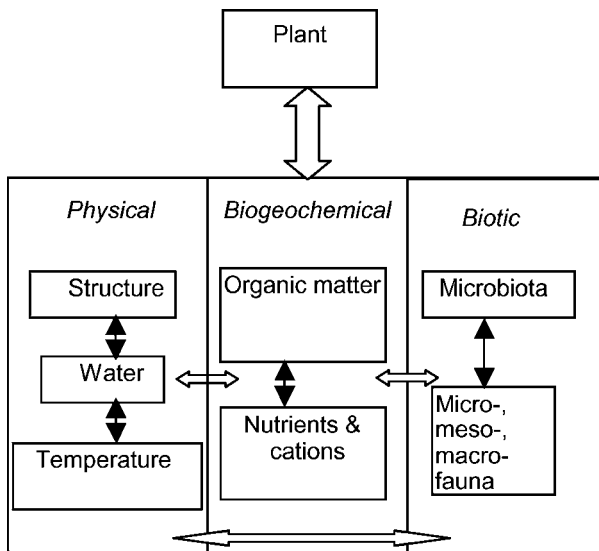 Plant
Physical
Biogeochemical
Biotic
Structure
Water
Temperature
Organic matter
Nutrients &
cations
Microbiota
Micro-,
meso-,
macro-
fauna